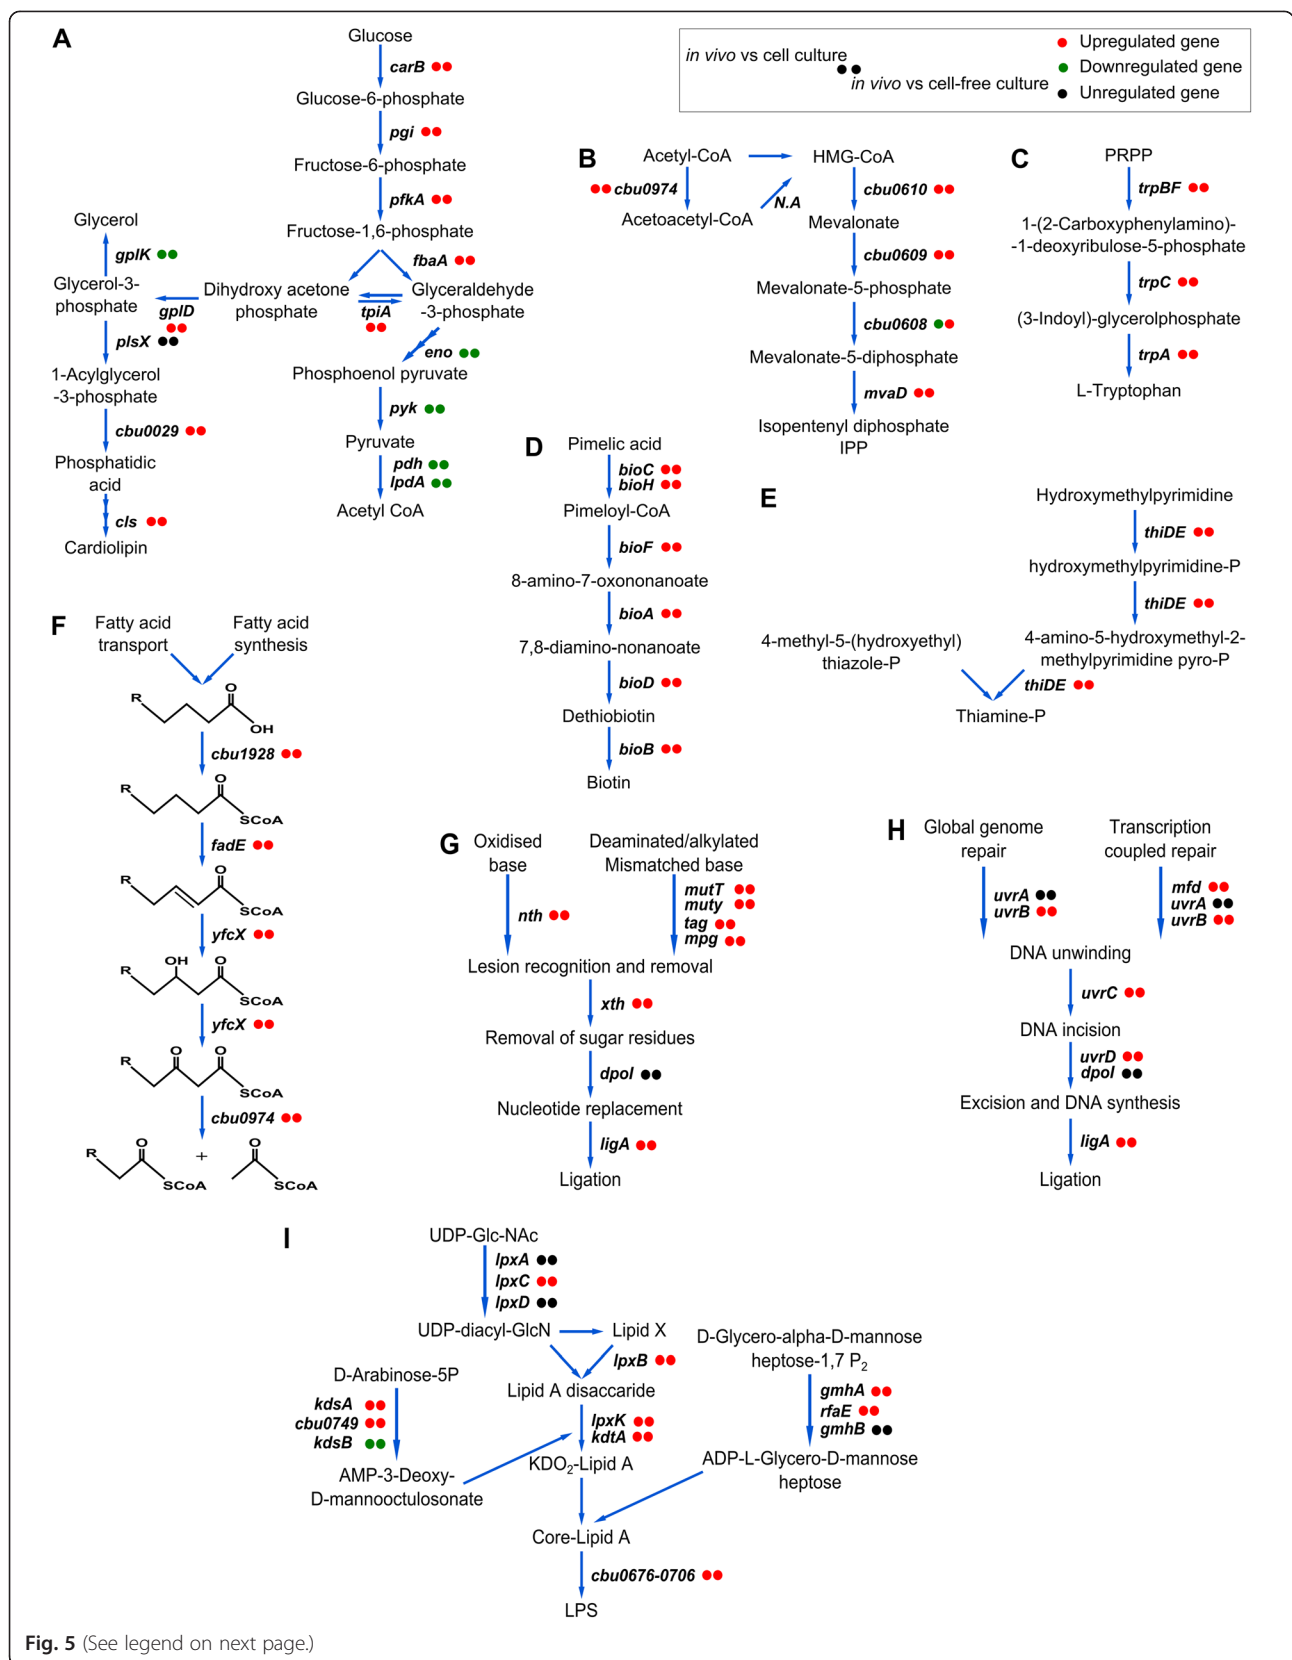 A
Glucose
carB
Glucose-6-phosphate
pgi
Fructose-6-phosphate
pfkA
Fructose-1,6-phosphate
fbaA
Glycerol
gplK
Glycerol-3-
phosphate
gplD
Dihydroxy acetone
phosphate
tpiA
Glyceraldehyde
-3-phosphate
plsX
1-Acylglycerol
-3-phosphate
cbu0029
Phosphatidic
acid
cls
Cardiolipin
eno
Phosphoenol pyruvate
pyk
Pyruvate
pdh
lpdA
Acetyl CoA
in vivo vs cell culture
in vivo vs cell-free culture
Upregulated gene
Downregulated gene
Unregulated gene
B
Acetyl-CoA
HMG-CoA
cbu0974
N.A
Acetoacetyl-CoA
cbu0610
Mevalonate
cbu0609
Mevalonate-5-phosphate
cbu0608
Mevalonate-5-diphosphate
mvaD
Isopentenyl diphosphate
IPP
C
PRPP
trpBF
1-(2-Carboxyphenylamino)-
-1-deoxyribulose-5-phosphate
trpC
(3-Indoyl)-glycerolphosphate
trpA
L-Tryptophan
D
Pimelic acid
bioC
bioH
Pimeloyl-CoA
bioF
8-amino-7-oxononanoate
bioA
7,8-diamino-nonanoate
bioD
Dethiobiotin
bioB
Biotin
E
Hydroxymethylpyrimidine
thiDE
hydroxymethylpyrimidine-P
thiDE
4-methyl-5-(hydroxyethyl)
thiazole-P
4-amino-5-hydroxymethyl-2-
methylpyrimidine pyro-P
thiDE
Thiamine-P
F
Fatty acid
transport
Fatty acid
synthesis
R
O
OH
cbu1928
R
O
SCoA
fadE
R
O
SCoA
yfcX
R
OH
O
SCoA
yfcX
R
O
O
SCoA
cbu0974
R
O
SCoA
+
O
SCoA
G
Oxidised
base
Deaminated/alkylated
Mismatched base
nth
mutT
muty
tag
mpg
Lesion recognition and removal
xth
Removal of sugar residues
dpol
Nucleotide replacement
ligA
Ligation
H
Global genome
repair
Transcription
coupled repair
uvrA
uvrB
mfd
uvrA
uvrB
DNA unwinding
uvrC
DNA incision
uvrD
dpol
Excision and DNA synthesis
ligA
Ligation
I
UDP-Glc-NAc
lpxA
lpxC
lpxD
UDP-diacyl-GlcN
Lipid X
lpxB
D-Arabinose-5P
kdsA
cbu0749
kdsB
AMP-3-Deoxy-
D-mannooctulosonate
Lipid A disaccaride
lpxK
kdtA
KDO2-Lipid A
D-Glycero-alpha-D-mannose
heptose-1,7 P2
gmhA
rfaE
gmhB
ADP-L-Glycero-D-mannose
heptose
Core-Lipid A
cbu0676-0706
LPS
Fig. 5 (See legend on next page.)